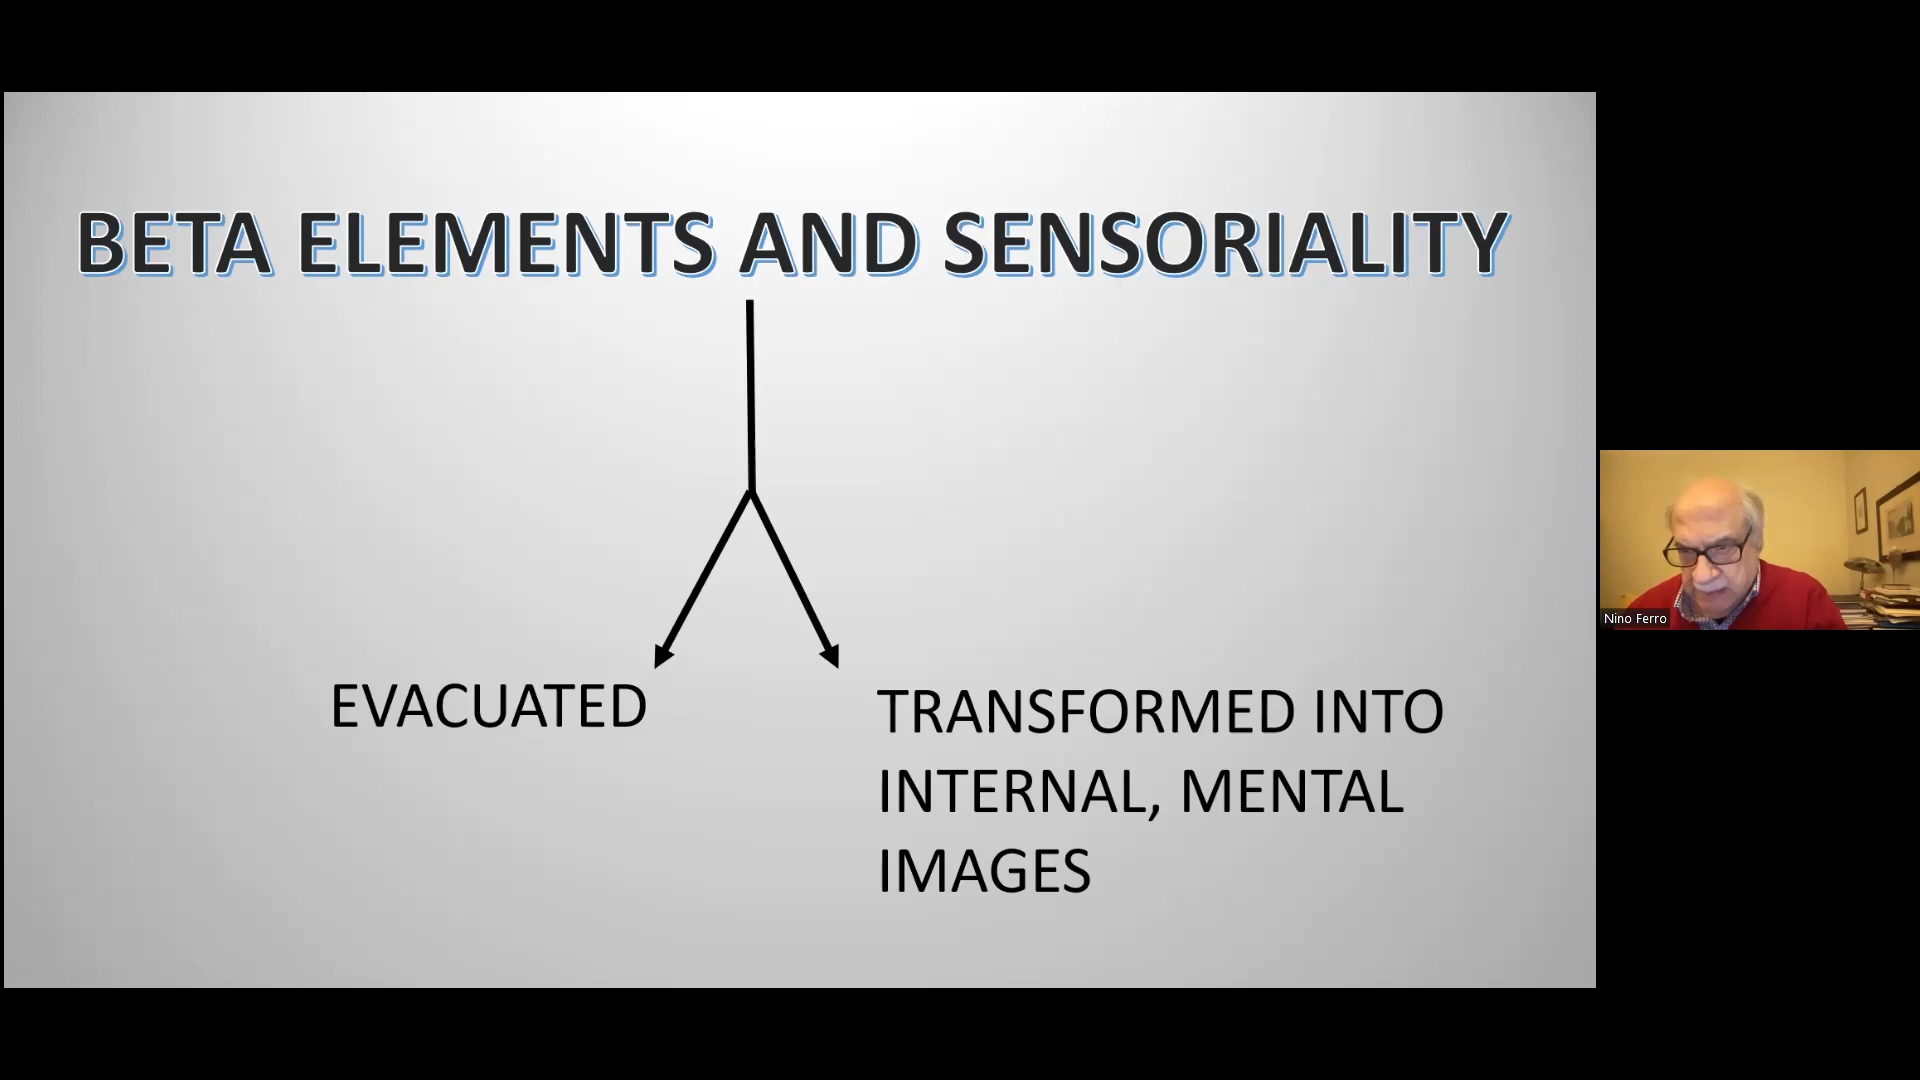 BETA ELEMENTS AND SENSORIALITY
EVACUATED
TRANSFORMED INTO
INTERNAL, MENTAL
IMAGES
Nino Ferro